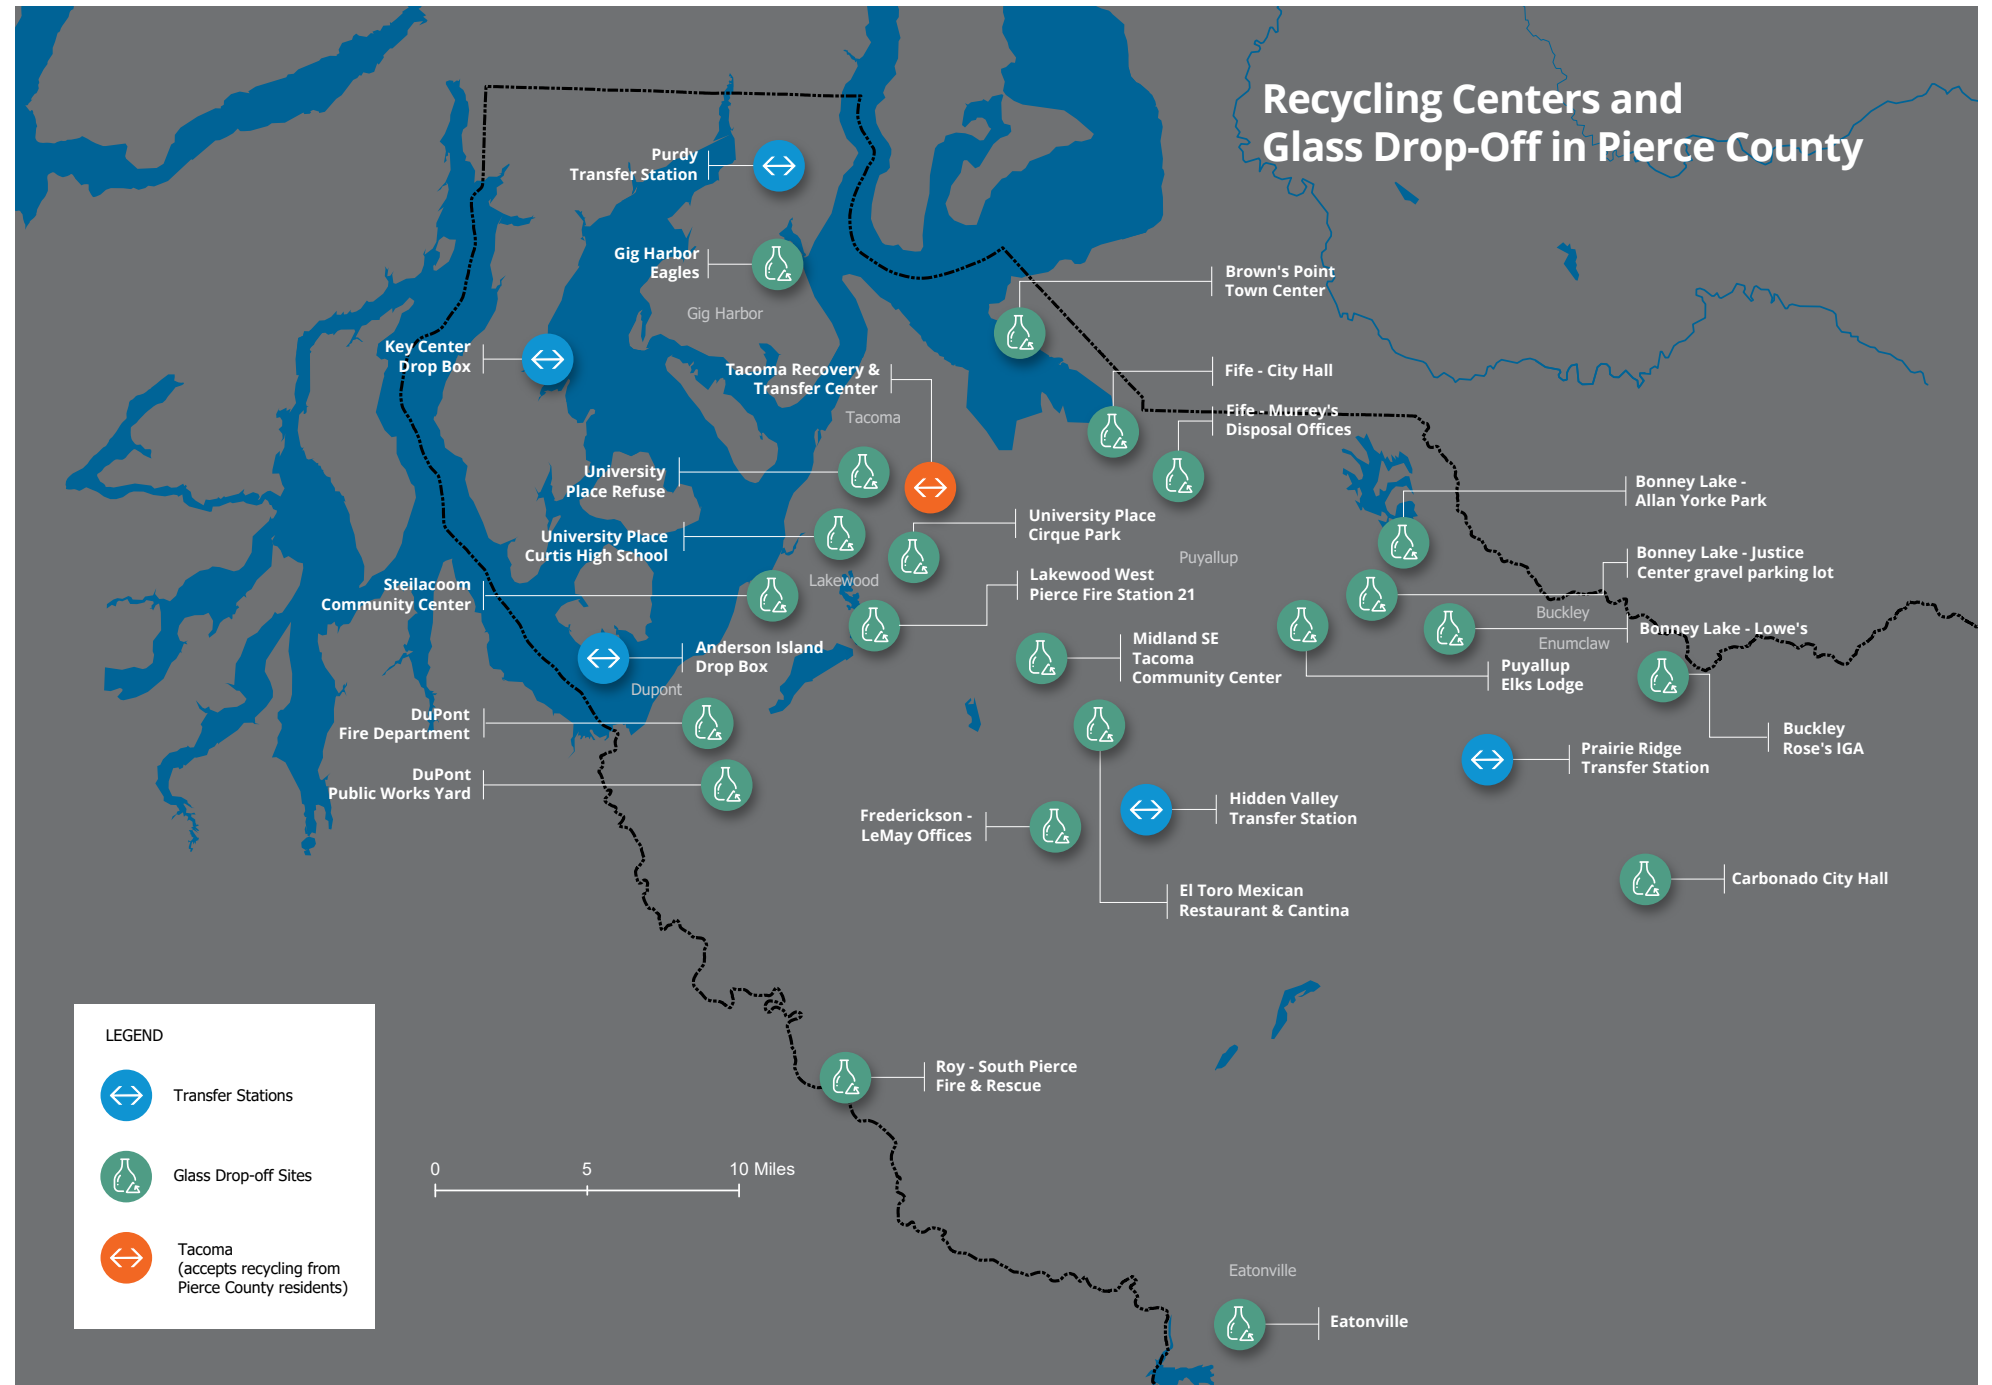 Recycling Centers and
Glass Drop-Off in Pierce County
Purdy
Transfer Station
Gig Harbor
Eagles
Gig Harbor
Brown's Point
Town Center
Key Center
Drop Box
Tacoma Recovery &
Transfer Center
Tacoma
Fife - City Hall
Fife - Murrey's
Disposal Offices
University
Place Refuse
Bonney Lake -
Allan Yorke Park
University Place
Curtis High School
University Place
Cirque Park
Puyallup
Bonney Lake - Justice
Center gravel parking lot
Lakewood
Lakewood West
Pierce Fire Station 21
Steilacoom
Community Center
Buckley
Bonney Lake - Lowe's
Enumclaw
Anderson Island
Drop Box
Midland SE
Tacoma
Community Center
Puyallup
Elks Lodge
Dupont
DuPont
Fire Department
Buckley
Rose's IGA
Prairie Ridge
Transfer Station
DuPont
Public Works Yard
Hidden Valley
Transfer Station
Frederickson -
LeMay Offices
El Toro Mexican
Restaurant & Cantina
Carbonado City Hall
LEGEND
Transfer Stations
Glass Drop-off Sites
Tacoma
(accepts recycling from
Pierce County residents)
Roy - South Pierce
Fire & Rescue
0 5 10 Miles
Eatonville
Eatonville